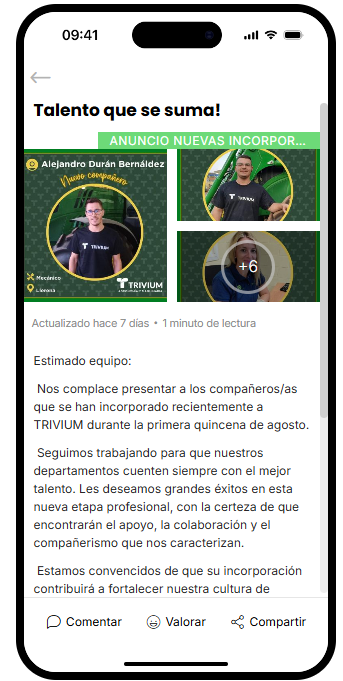 09:41
Talento que se suma!
ANUNCIO NUEVAS INCORPOR...
Alejandro Durán Bernáldez
Nuevo compañero
TRIVIUM
Mecánico
Llerena
TRIVIUM
+6
Actualizado hace 7 días • 1 minuto de lectura
Estimado equipo:
Nos complace presentar a los compañeros/as
que se han incorporado recientemente a
TRIVIUM durante la primera quincena de agosto.
Seguimos trabajando para que nuestros
departamentos cuenten siempre con el mejor
talento. Les deseamos grandes éxitos en esta
nueva etapa profesional, con la certeza de que
encontrarán el apoyo, la colaboración y el
compañerismo que nos caracterizan.
Estamos convencidos de que su incorporación
contribuirá a fortalecer nuestra cultura de
Comentar
Valorar
Compartir